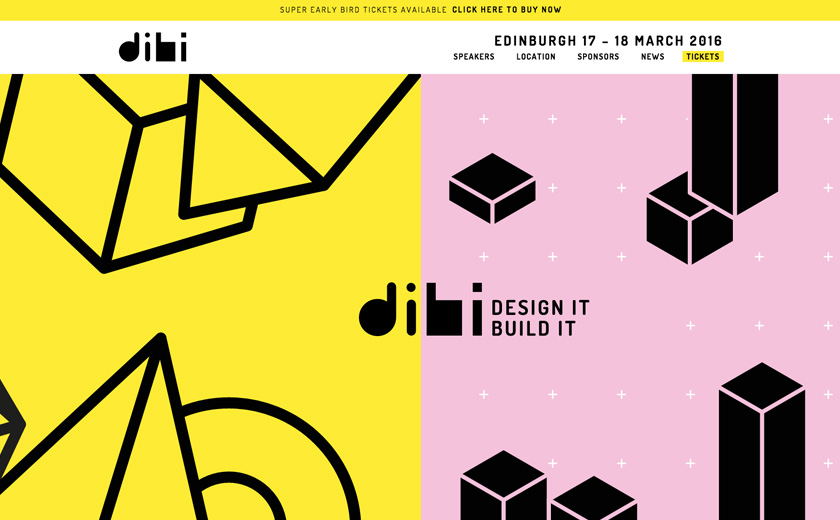 SUPER EARLY BIRD TICKETS AVAILABLE CLICK HERE TO BUY NOW
dibi
EDINBURGH 17 - 18 MARCH 2016
SPEAKERS LOCATION SPONSORS NEWS TICKETS
dibi
DESIGN IT
BUILD IT